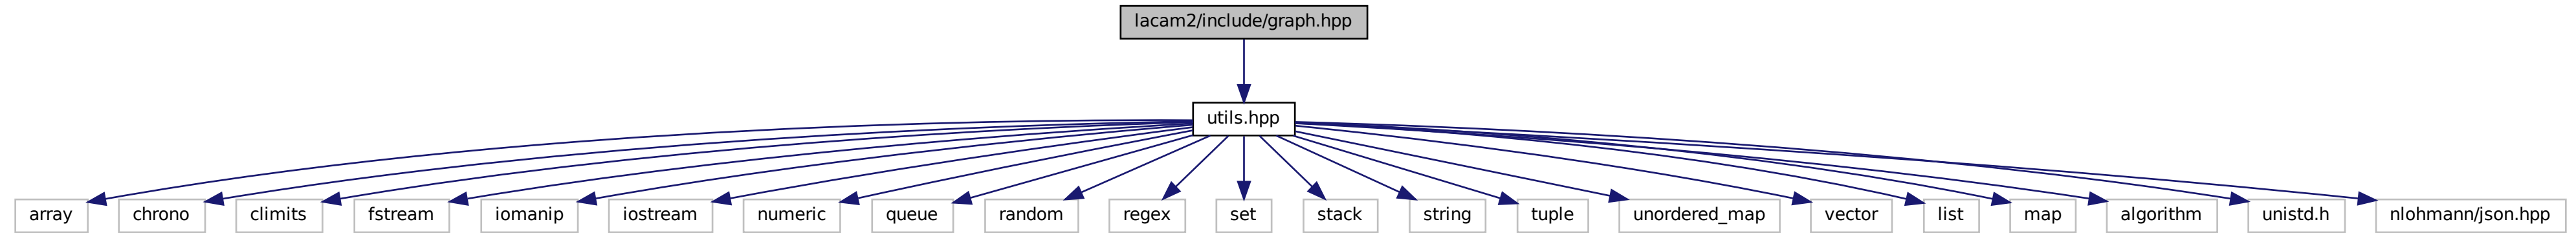 lacam2/include/graph.hpp
utils.hpp
array
chrono
climits
fstream
iomanip
iostream
numeric
queue
random
regex
set
stack
string
tuple
unordered_map
vector
list
map
algorithm
unistd.h
nlohmann/json.hpp